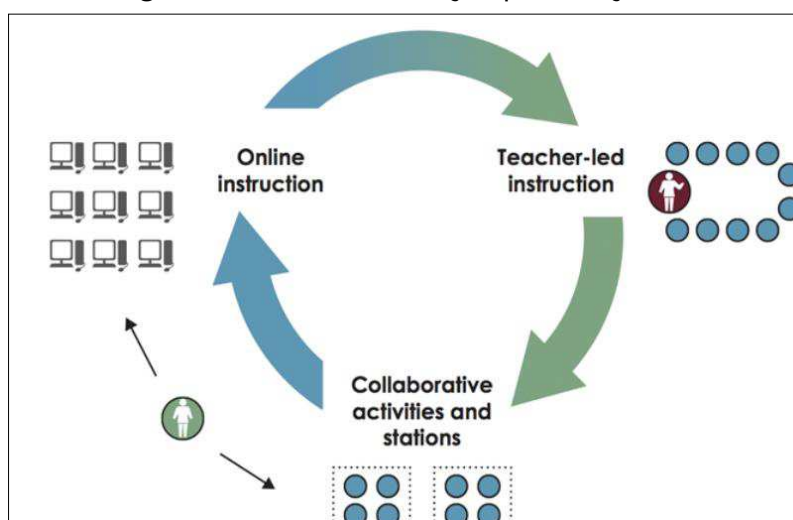 Online
instruction
Teacher-led
instruction
Collaborative
activities and
stations